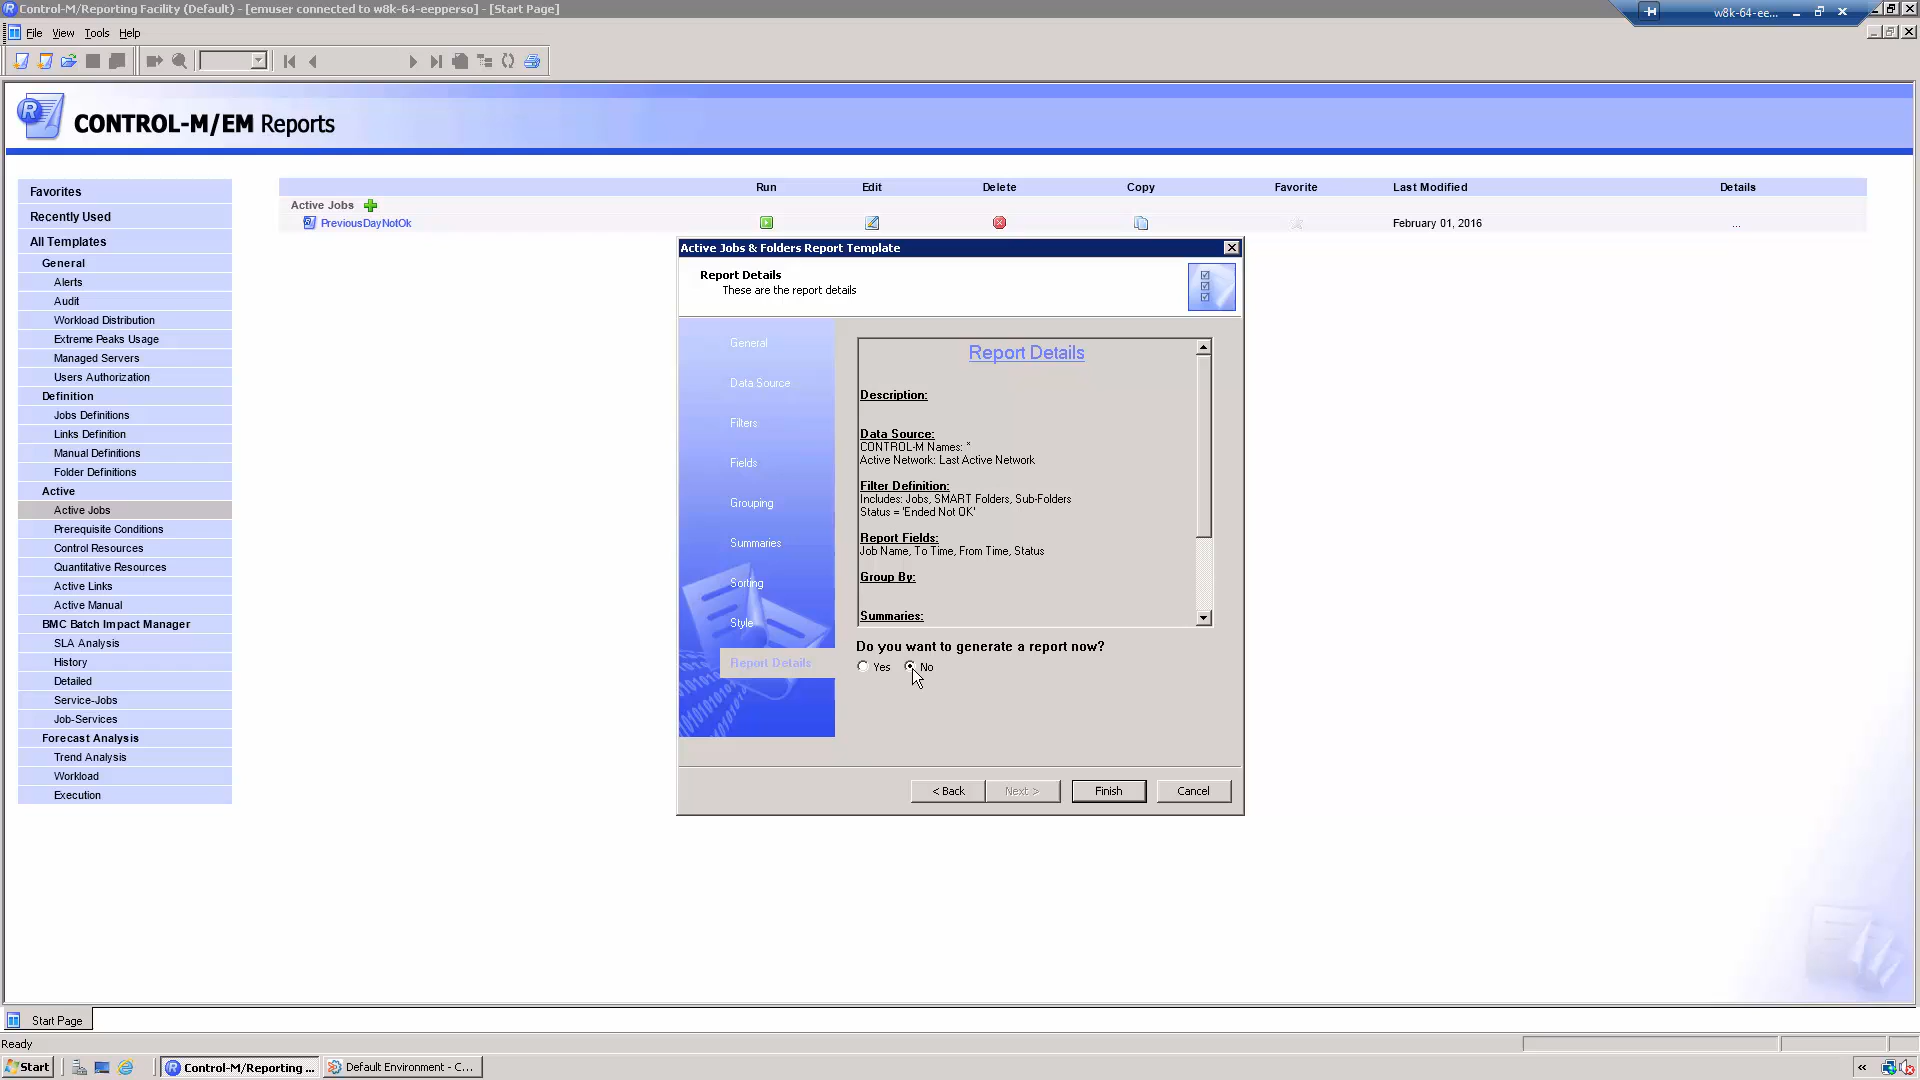 Control-M/Reporting Facility (Default) - [emuser connected to w8k-64-eepperso] - [Start Page]
w8k-64-ee...
File View Tools Help
CONTROL-M/EM Reports
Favorites
Recently Used
All Templates
General
Alerts
Audit
Workload Distribution
Extreme Peaks Usage
Managed Servers
Users Authorization
Definition
Jobs Definitions
Links Definition
Manual Definitions
Folder Definitions
Active
Active Jobs
Prerequisite Conditions
Control Resources
Quantitative Resources
Active Links
Active Manual
BMC Batch Impact Manager
SLA Analysis
History
Detailed
Service-Jobs
Job-Services
Forecast Analysis
Trend Analysis
Workload
Execution
Run Edit Delete Copy Favorite Last Modified Details
Active Jobs
PreviousDayNotOk February 01, 2016 ...
Active Jobs & Folders Report Template
Report Details
These are the report details
General
Data Source
Filters
Fields
Grouping
Summaries
Sorting
Style
Report Details
Report Details
Description:
Data Source:
CONTROL-M Names: *
Active Network: Last Active Network
Filter Definition:
Includes: Jobs, SMART Folders, Sub-Folders
Status = 'Ended Not OK'
Report Fields:
Job Name, To Time, From Time, Status
Group By:
Summaries:
Do you want to generate a report now?
Yes No
< Back Next > Finish Cancel
Start Page
Ready
Start Control-M/Reporting ... Default Environment - C... «